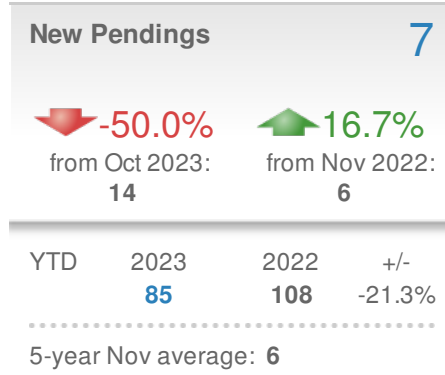 New Pendings 7
-50.0% 16.7%
from Oct 2023: from Nov 2022:
14 6
YTD 2023 2022 +/-
85 108 -21.3%
5-year Nov average: 6